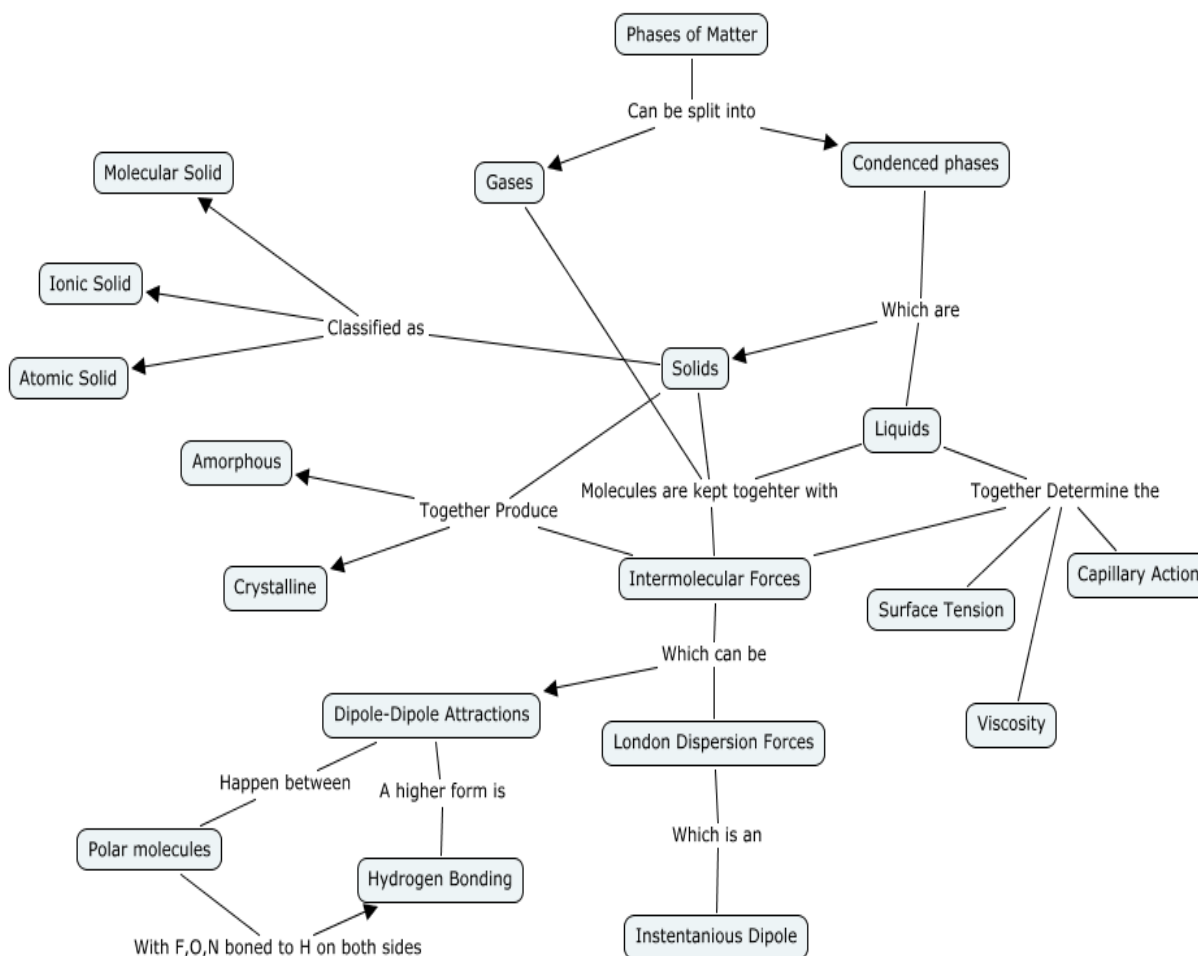 Phases of Matter
Can be split into
Molecular Solid
Gases
Condenced phases
Ionic Solid
Classified as
Which are
Atomic Solid
Solids
Liquids
Amorphous
Together Produce
Molecules are kept togehter with
Together Determine the
Crystalline
Intermolecular Forces
Surface Tension
Capillary Action
Which can be
Dipole-Dipole Attractions
London Dispersion Forces
Viscosity
Happen between
A higher form is
Which is an
Polar molecules
Hydrogen Bonding
With F,O,N boned to H on both sides
Instentanious Dipole